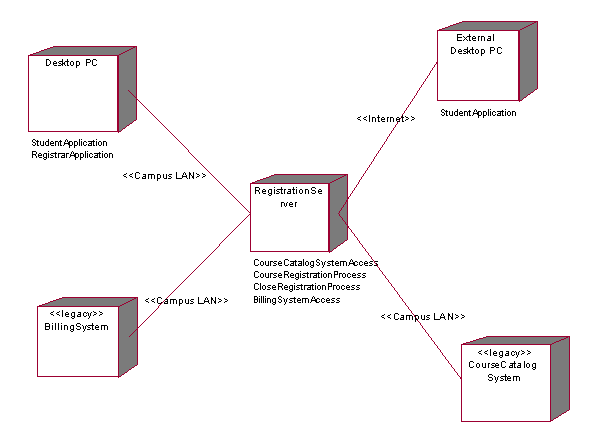 External
Desktop PC
Desktop PC
StudentApplication
<<Internet>>
StudentApplication
RegistrarApplication
<<Campus LAN>>
RegistrationSe
rver
CourseCatalogSystemAccess
CourseRegistrationProcess
CloseRegistrationProcess
BillingSystemAccess
<<Campus LAN>>
<<legacy>>
BillingSystem
<<Campus LAN>>
<<legacy>>
CourseCatalog
System